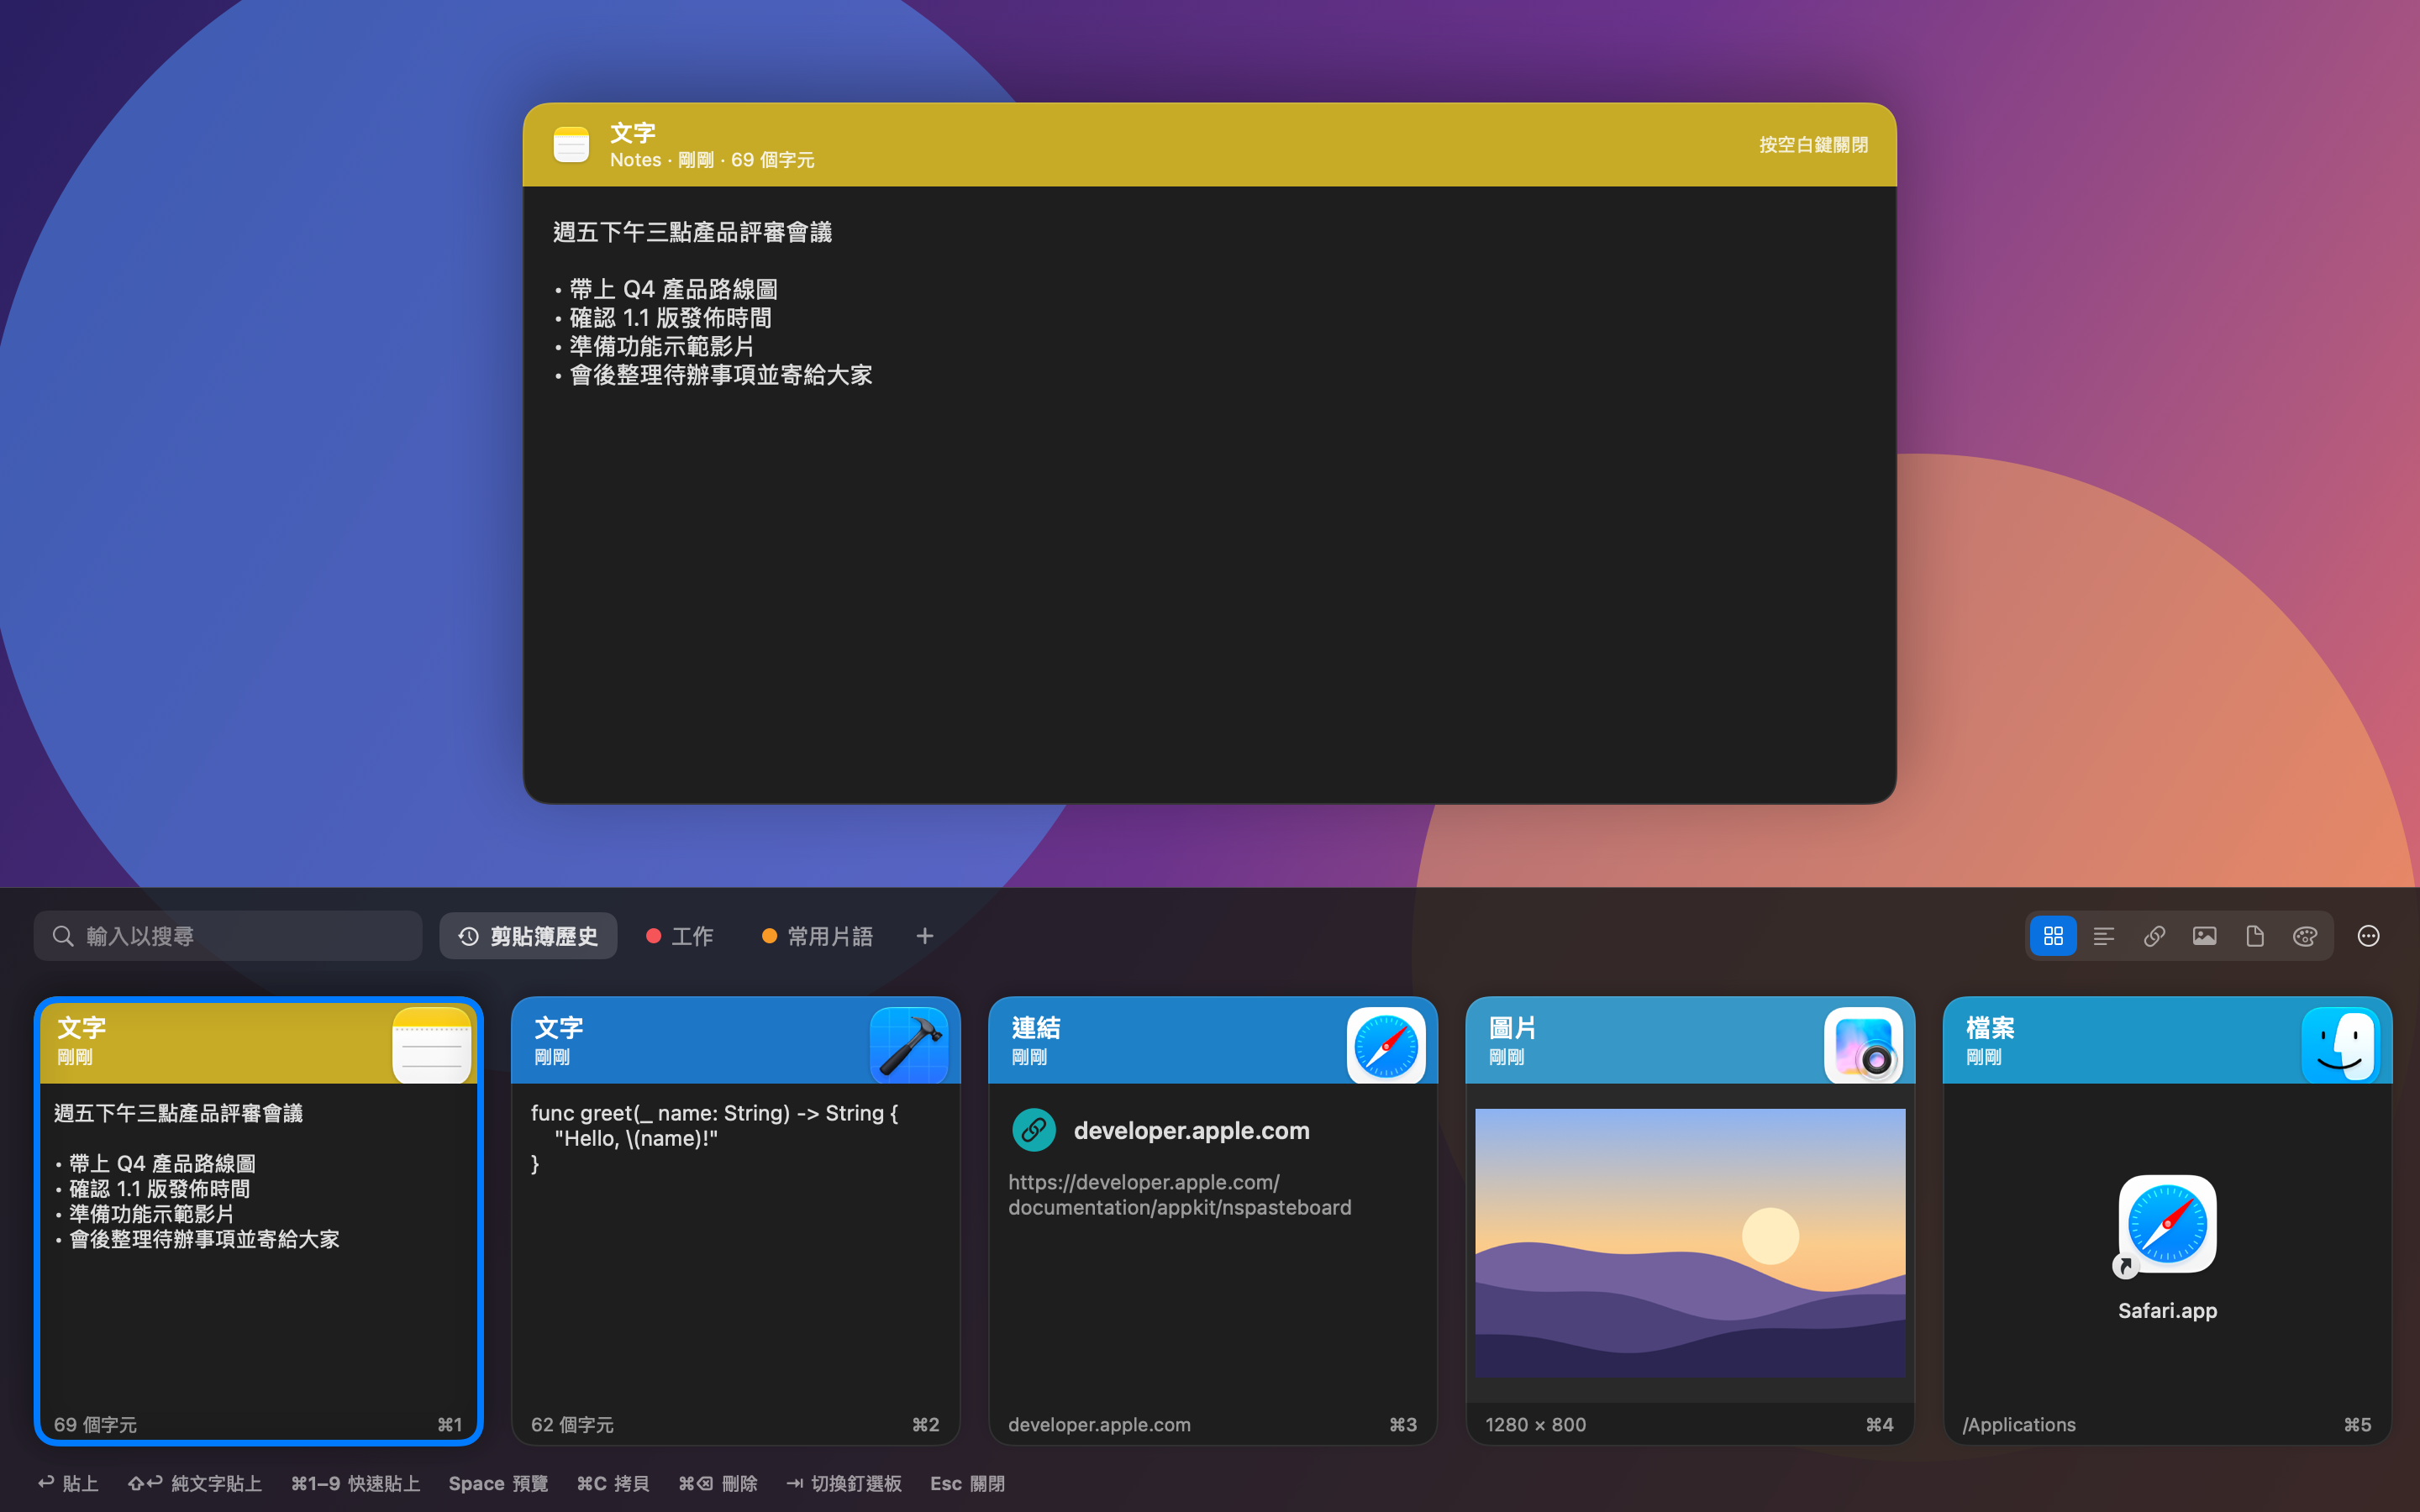 文字
Notes · 剛剛 · 69 個字元
按空白鍵關閉
週五下午三點產品評審會議
• 帶上 Q4 產品路線圖
• 確認 1.1 版發佈時間
• 準備功能示範影片
• 會後整理待辦事項並寄給大家
輸入以搜尋
剪貼簿歷史
工作
常用片語
文字
剛剛
週五下午三點產品評審會議
• 帶上 Q4 產品路線圖
• 確認 1.1 版發佈時間
• 準備功能示範影片
• 會後整理待辦事項並寄給大家
69 個字元
⌘1
文字
剛剛
func greet(_ name: String) -> String {
    "Hello, \(name)!"
}
62 個字元
⌘2
連結
剛剛
developer.apple.com
https://developer.apple.com/
documentation/appkit/nspasteboard
developer.apple.com
⌘3
圖片
剛剛
1280 × 800
⌘4
檔案
剛剛
Safari.app
/Applications
⌘5
↩ 貼上 ⇧↩ 純文字貼上 ⌘1–9 快速貼上 Space 預覽 ⌘C 拷貝 ⌘⌫ 刪除 ⇥ 切換釘選板 Esc 關閉